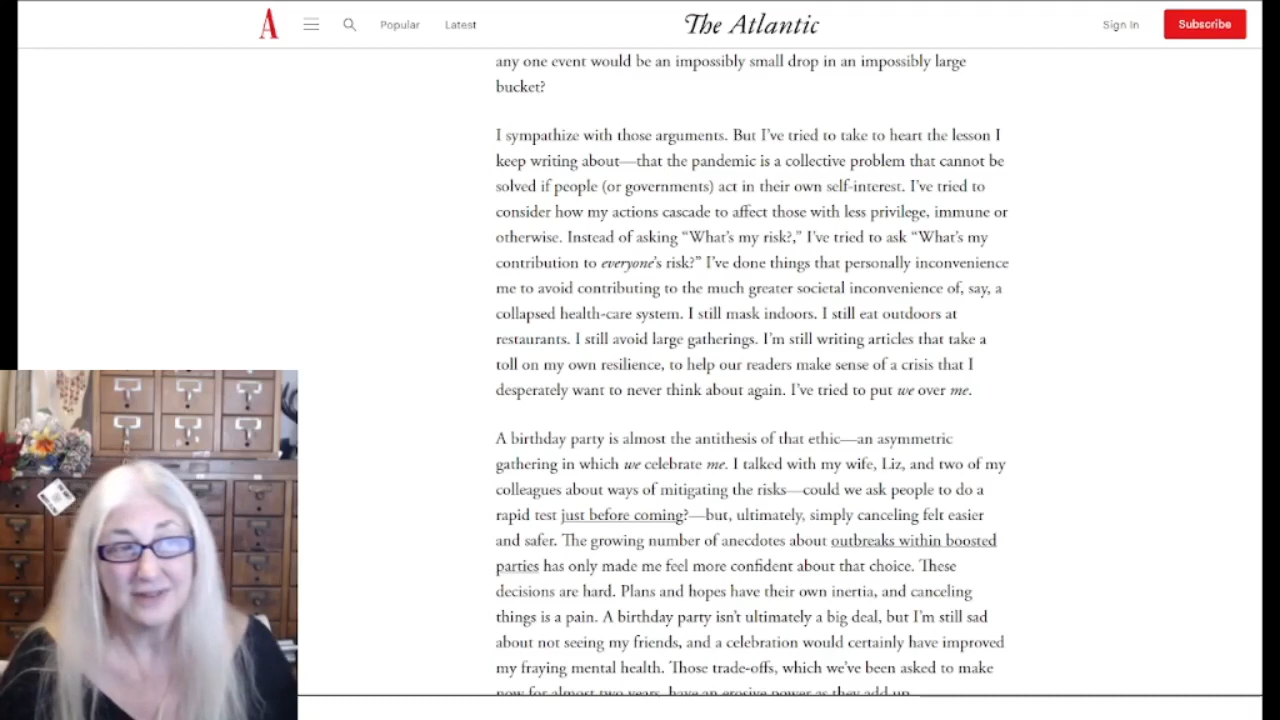 A
Popular
Latest
The Atlantic
Sign In
Subscribe
any one event would be an impossibly small drop in an impossibly large
bucket?
I sympathize with those arguments. But I’ve tried to take to heart the lesson I
keep writing about—that the pandemic is a collective problem that cannot be
solved if people (or governments) act in their own self-interest. I’ve tried to
consider how my actions cascade to affect those with less privilege, immune or
otherwise. Instead of asking “What’s my risk?,” I’ve tried to ask “What’s my
contribution to everyone’s risk?” I’ve done things that personally inconvenience
me to avoid contributing to the much greater societal inconvenience of, say, a
collapsed health-care system. I still mask indoors. I still eat outdoors at
restaurants. I still avoid large gatherings. I’m still writing articles that take a
toll on my own resilience, to help our readers make sense of a crisis that I
desperately want to never think about again. I’ve tried to put we over me.
A birthday party is almost the antithesis of that ethic—an asymmetric
gathering in which we celebrate me. I talked with my wife, Liz, and two of my
colleagues about ways of mitigating the risks—could we ask people to do a
rapid test just before coming?—but, ultimately, simply canceling felt easier
and safer. The growing number of anecdotes about outbreaks within boosted
parties has only made me feel more confident about that choice. These
decisions are hard. Plans and hopes have their own inertia, and canceling
things is a pain. A birthday party isn’t ultimately a big deal, but I’m still sad
about not seeing my friends, and a celebration would certainly have improved
my fraying mental health. Those trade-offs, which we’ve been asked to make
now for almost two years, have an erosive power as they add up.